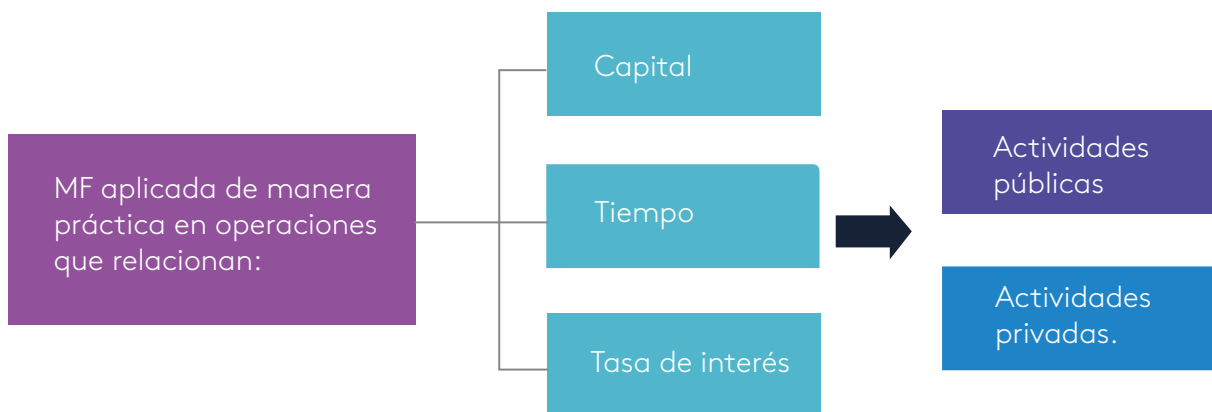 MF aplicada de manera
práctica en operaciones
que relacionan:
Capital
Tiempo
Tasa de interés
Actividades
públicas
Actividades
privadas.